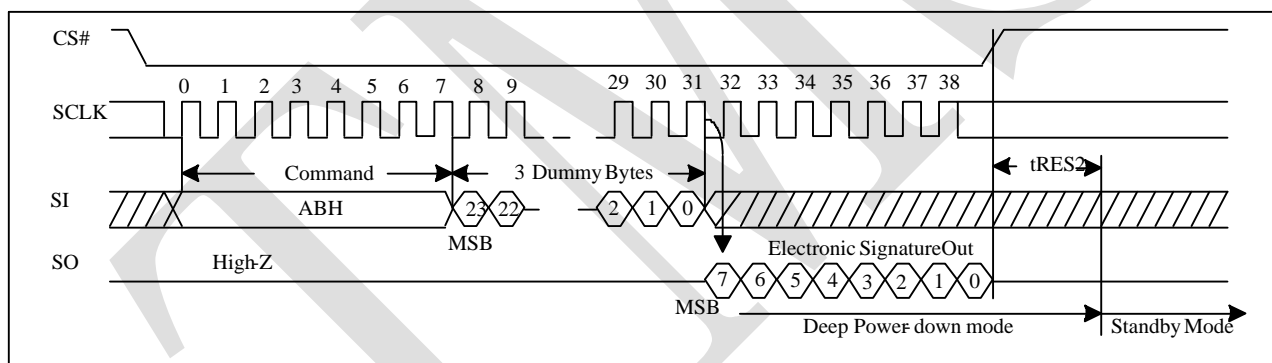 CS#
0 1 2 3 4 5 6 7 8 9 29 30 31 32 33 34 35 36 37 38
SCLK
Command 3 Dummy Bytes tRES2
SI ABH 23 22 2 1 0
MSB Electronic SignatureOut
SO High-Z
7 6 5 4 3 2 1 0
MSB Deep Power-down mode Standby Mode